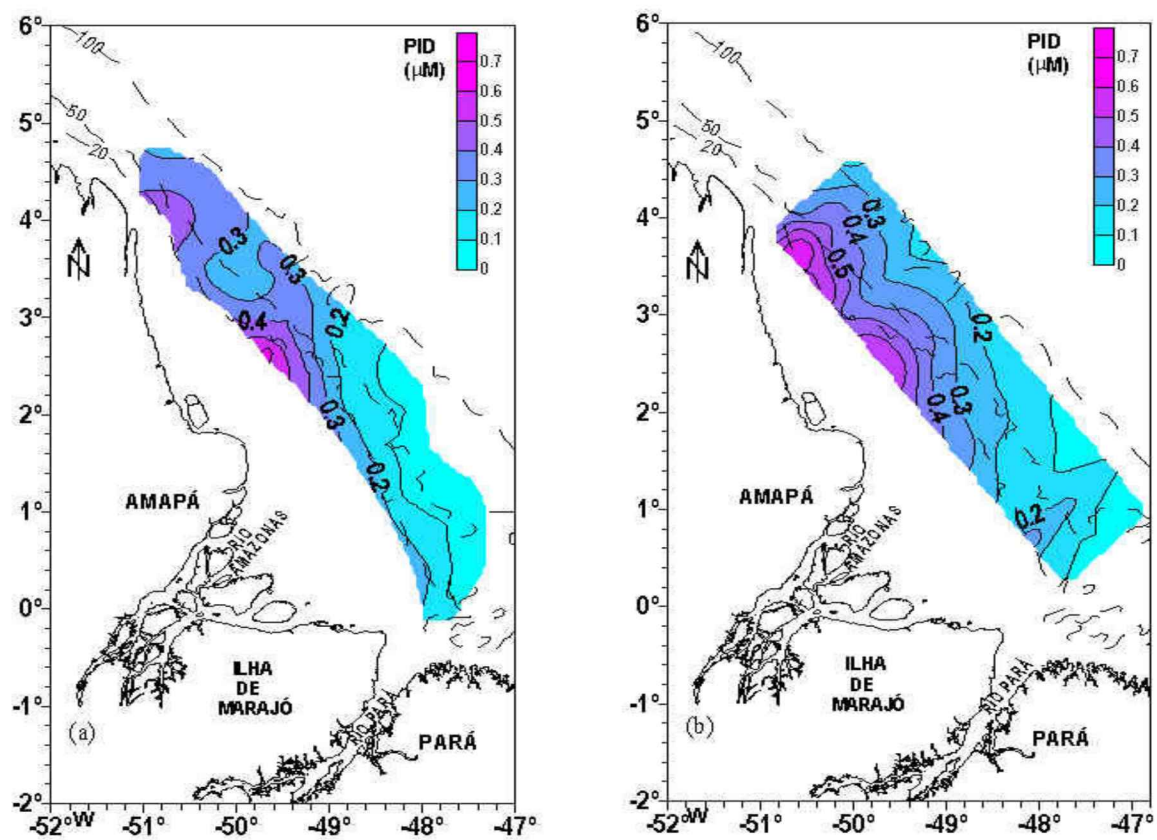 6°
5°
4°
3°
2°
1°
0°
-1°
-2°
-52° W
-51°
-50°
-49°
-48°
-47°
PID
(µM)
0.7
0.6
0.5
0.4
0.3
0.2
0.1
0
100
50
20
N
0.3
0.3
0.4
0.2
0.3
0.2
AMAPÁ
RIO
AMAZONAS
ILHA
DE
MARAJÓ
RIO PARÁ
PARÁ
(a)
6°
5°
4°
3°
2°
1°
0°
-1°
-2°
-52° W
-51°
-50°
-49°
-48°
-47°
PID
(µM)
0.7
0.6
0.5
0.4
0.3
0.2
0.1
0
100
50
20
N
0.3
0.4
0.5
0.2
0.3
0.4
0.2
AMAPÁ
RIO
AMAZONAS
ILHA
DE
MARAJÓ
RIO PARÁ
PARÁ
(b)